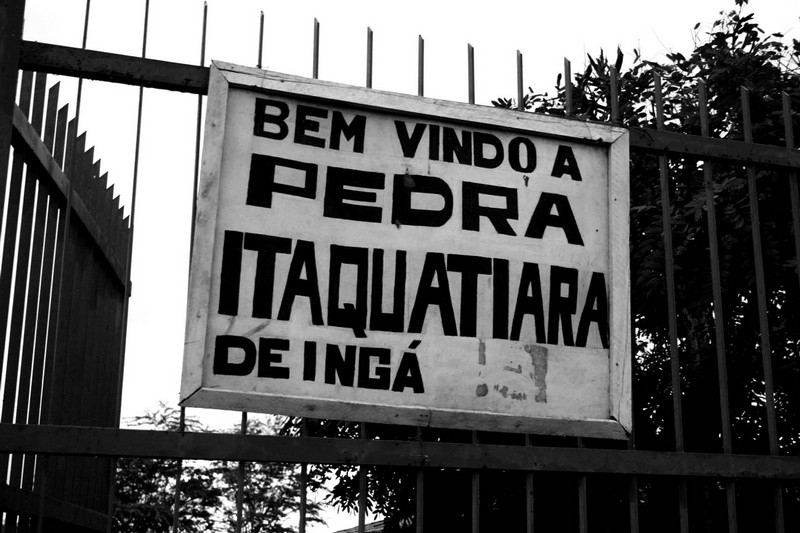 BEM VINDO A
PEDRA
ITAQUATIARA
DE INGÁ